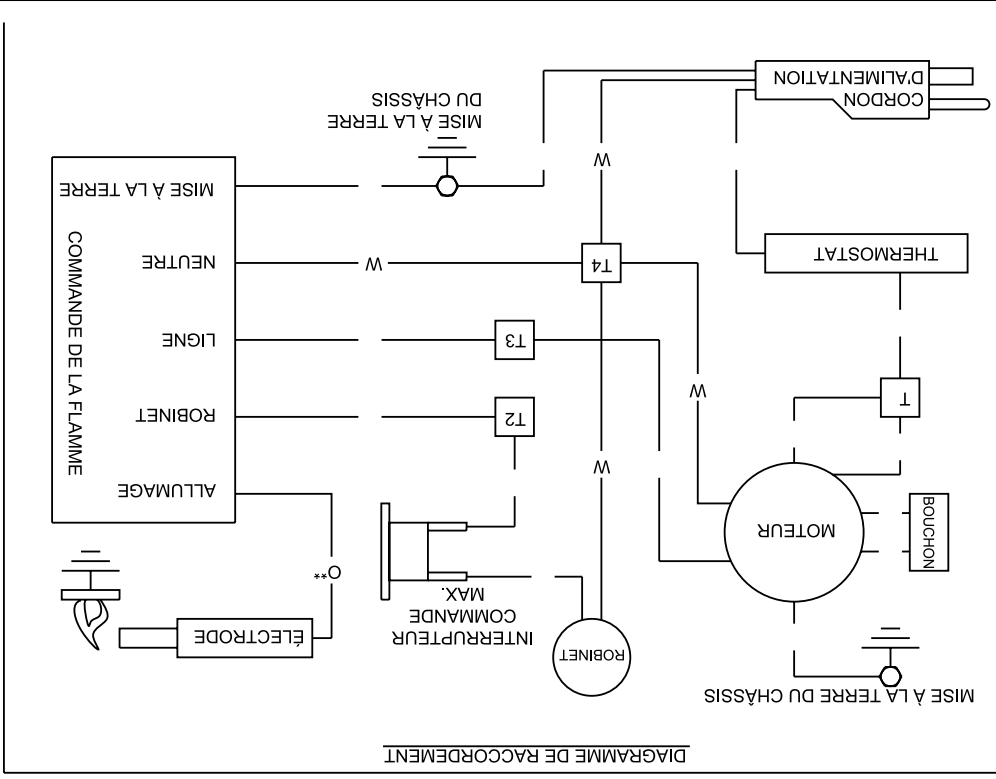 DIAGRAMME DE RACCORDEMENT
MISE À LA TERRE DU CHÂSSIS
ROBINET
INTERRUPTEUR
COMMANDE
MAX.
ÉLECTRODE
O**
BOUCHON
MOTEUR
ALLUMAGE
W
ROBINET
T2
T
W
LIGNE
T3
COMMANDE DE LA FLAMME
THERMOSTAT
T4
W
NEUTRE
MISE À LA TERRE
W
MISE À LA TERRE
DU CHÂSSIS
CORDON
D'ALIMENTATION